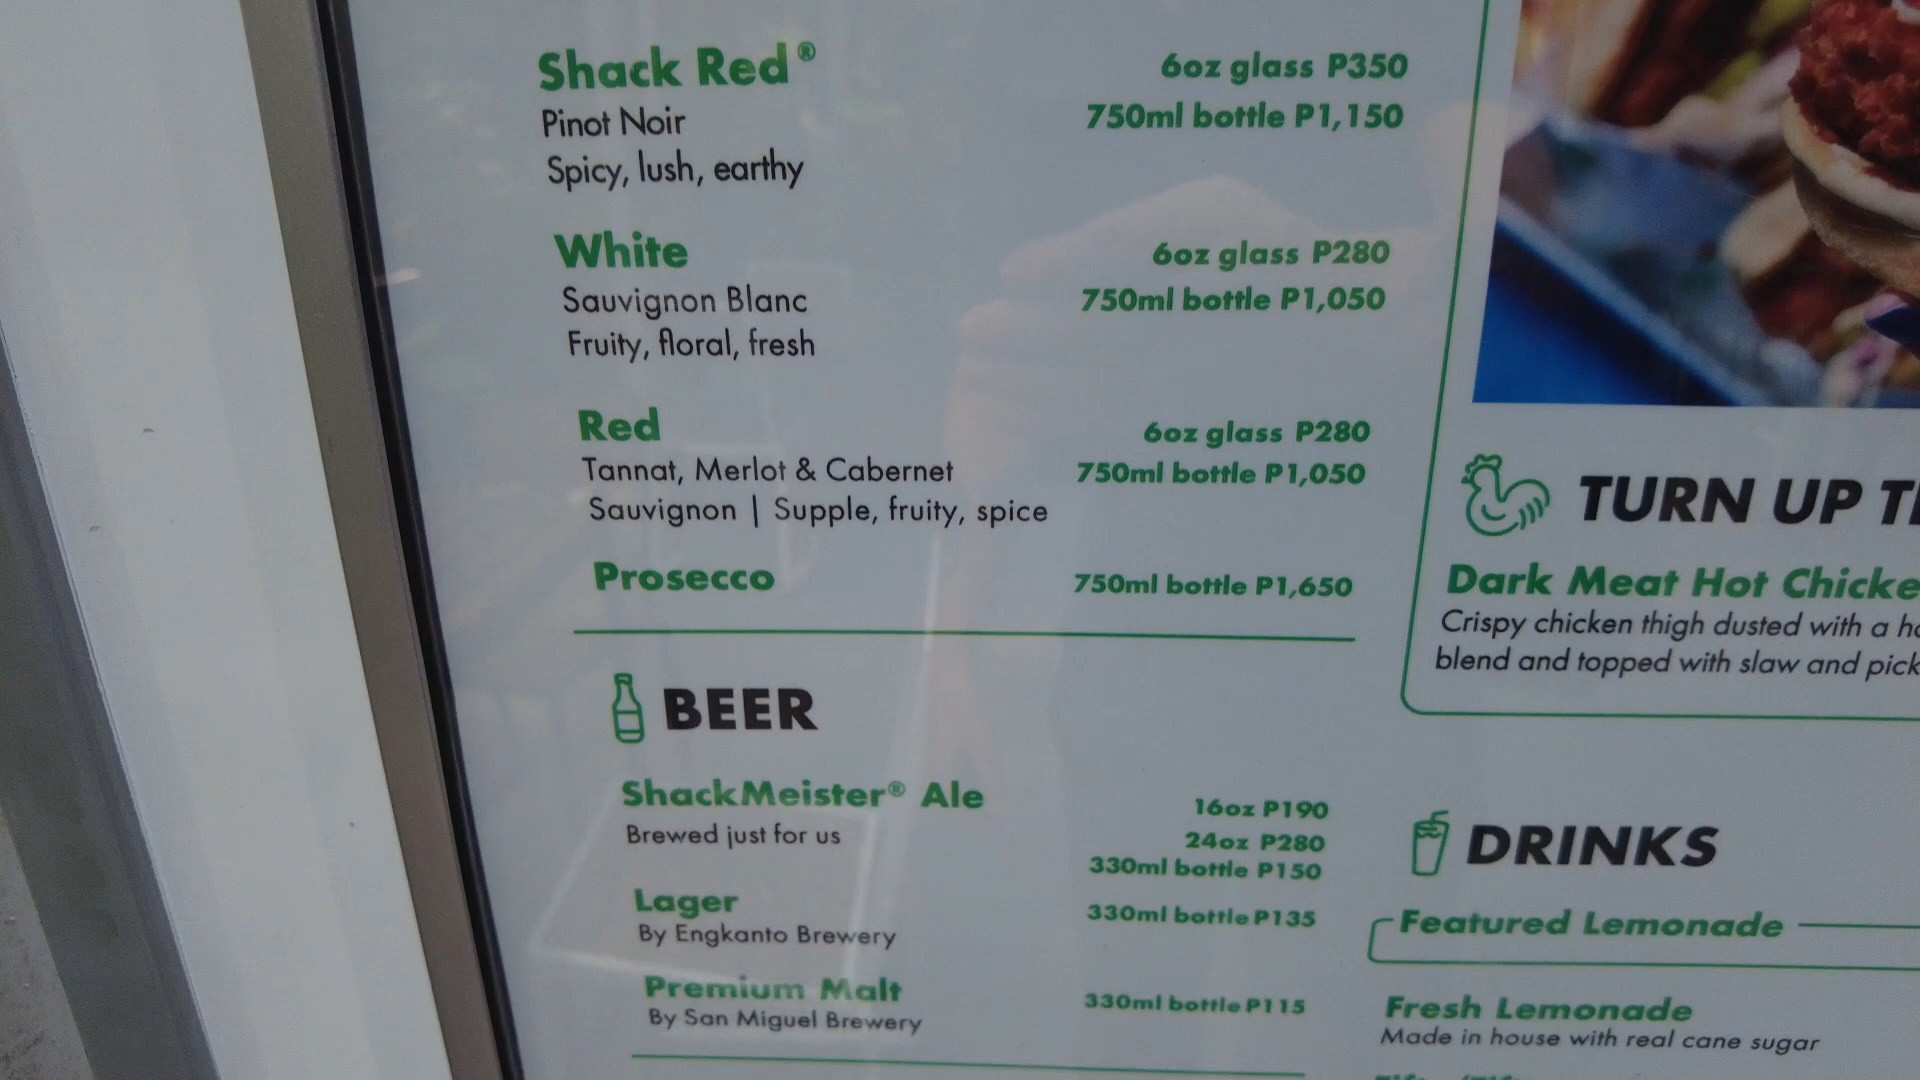 Shack Red®
6oz glass P350
Pinot Noir
750ml bottle P1,150
Spicy, lush, earthy
White
6oz glass P280
Sauvignon Blanc
750ml bottle P1,050
Fruity, floral, fresh
Red
6oz glass P280
Tannat, Merlot & Cabernet
750ml bottle P1,050
Sauvignon | Supple, fruity, spice
Prosecco
750ml bottle P1,650
BEER
ShackMeister® Ale
16oz P190
Brewed just for us
24oz P280
330ml bottle P150
Lager
330ml bottle P135
By Engkanto Brewery
Premium Malt
330ml bottle P115
By San Miguel Brewery
TURN UP
Dark Meat Hot
Crispy chicken thigh dusted with a
blend and topped with slaw and
DRINKS
Featured Lemonade
Fresh Lemonade
Made in house with real cane sugar